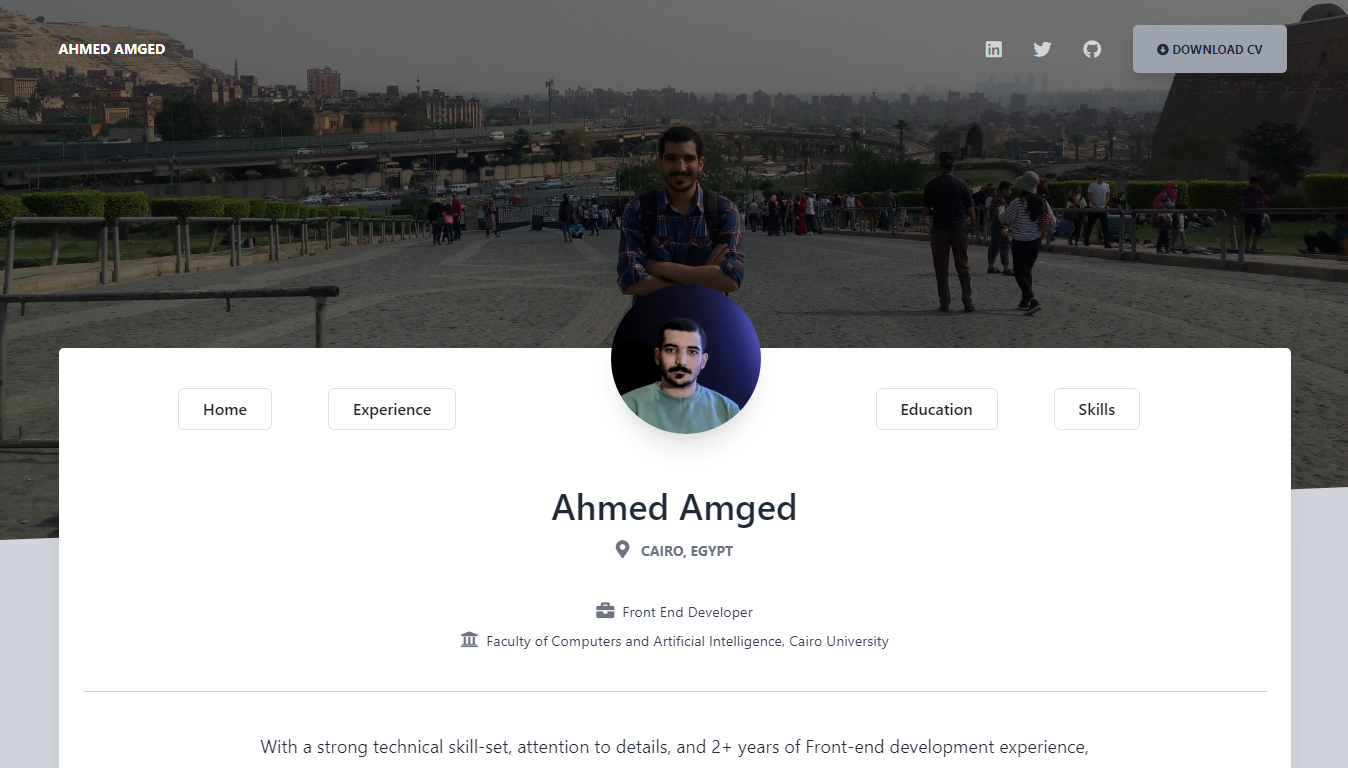 AHMED AMGED
DOWNLOAD CV
Home
Experience
Education
Skills
Ahmed Amged
CAIRO, EGYPT
Front End Developer
Faculty of Computers and Artificial Intelligence, Cairo University
With a strong technical skill-set, attention to details, and 2+ years of Front-end development experience,